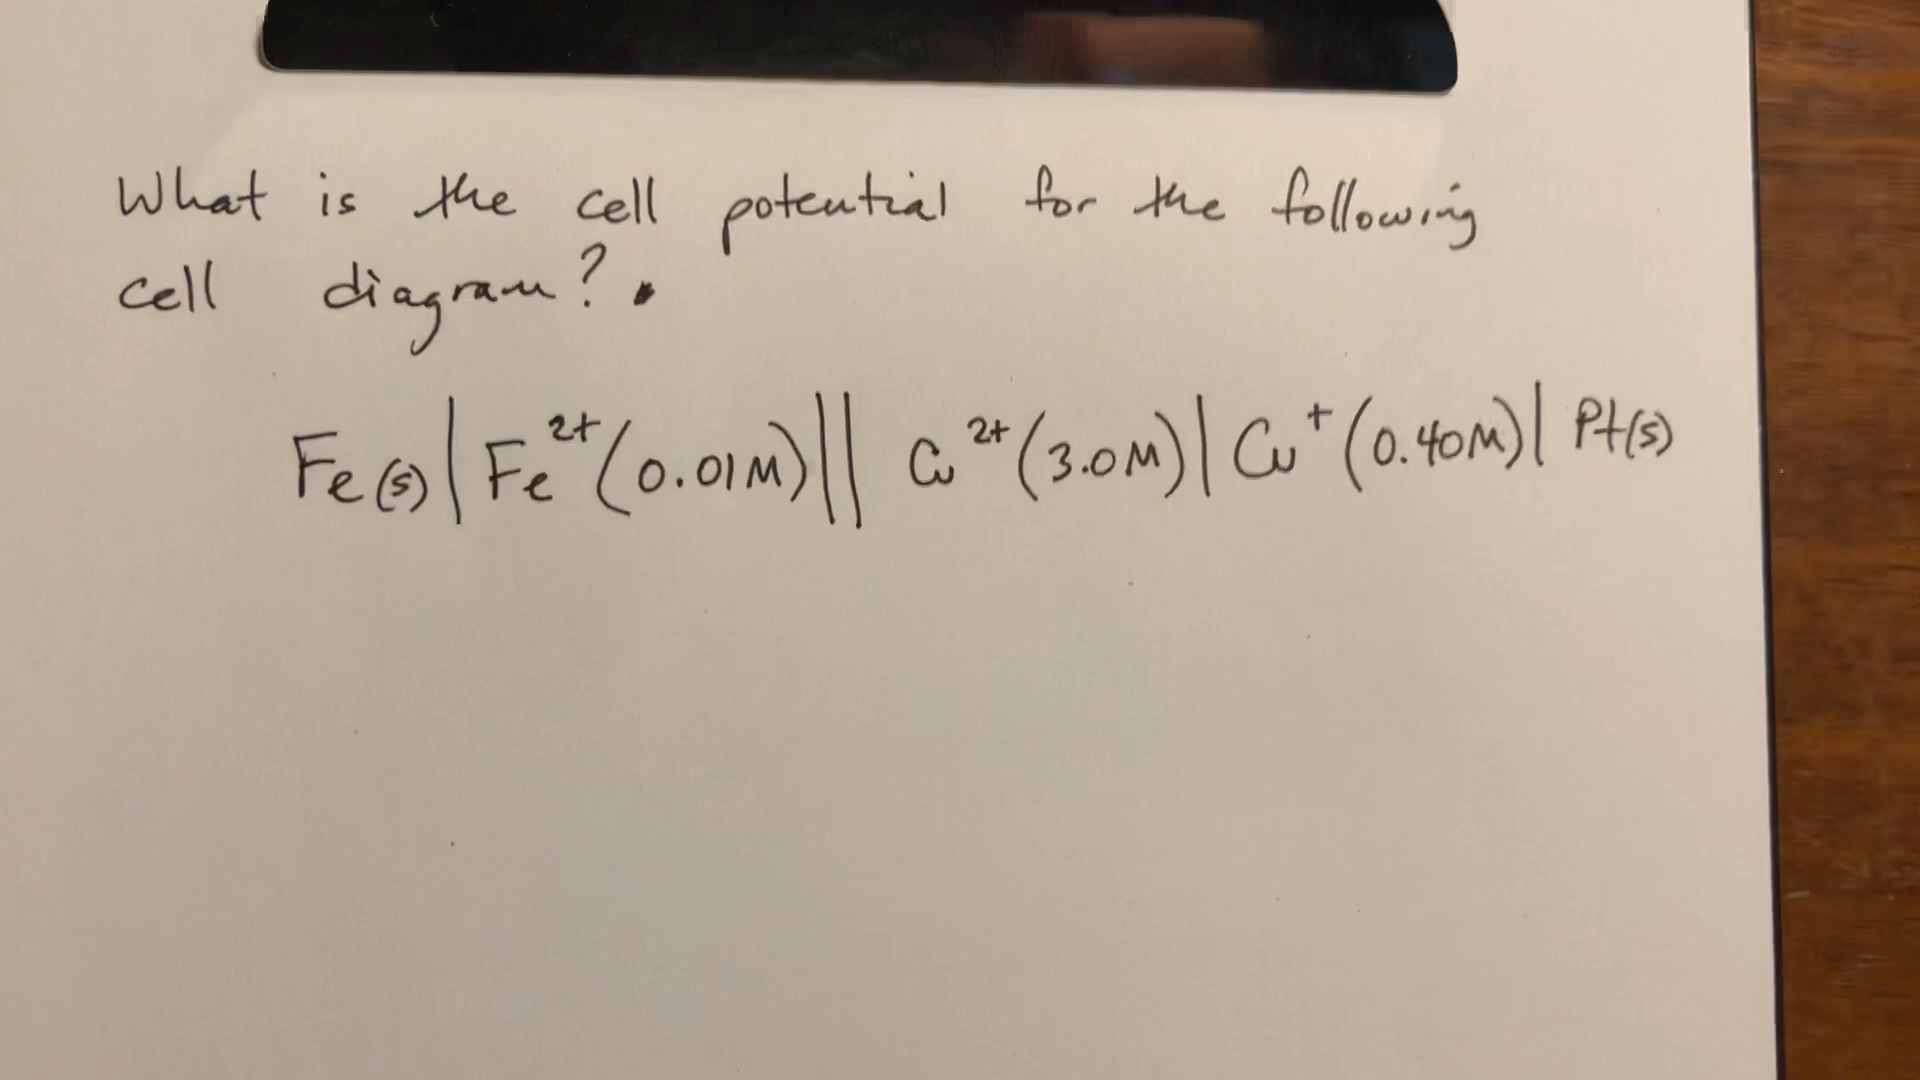 What is the cell potential for the following
cell diagram?.
Fe(s) | Fe²⁺(0.01M) || Cu²⁺(3.0M) | Cu⁺(0.40M) | Pt(s)